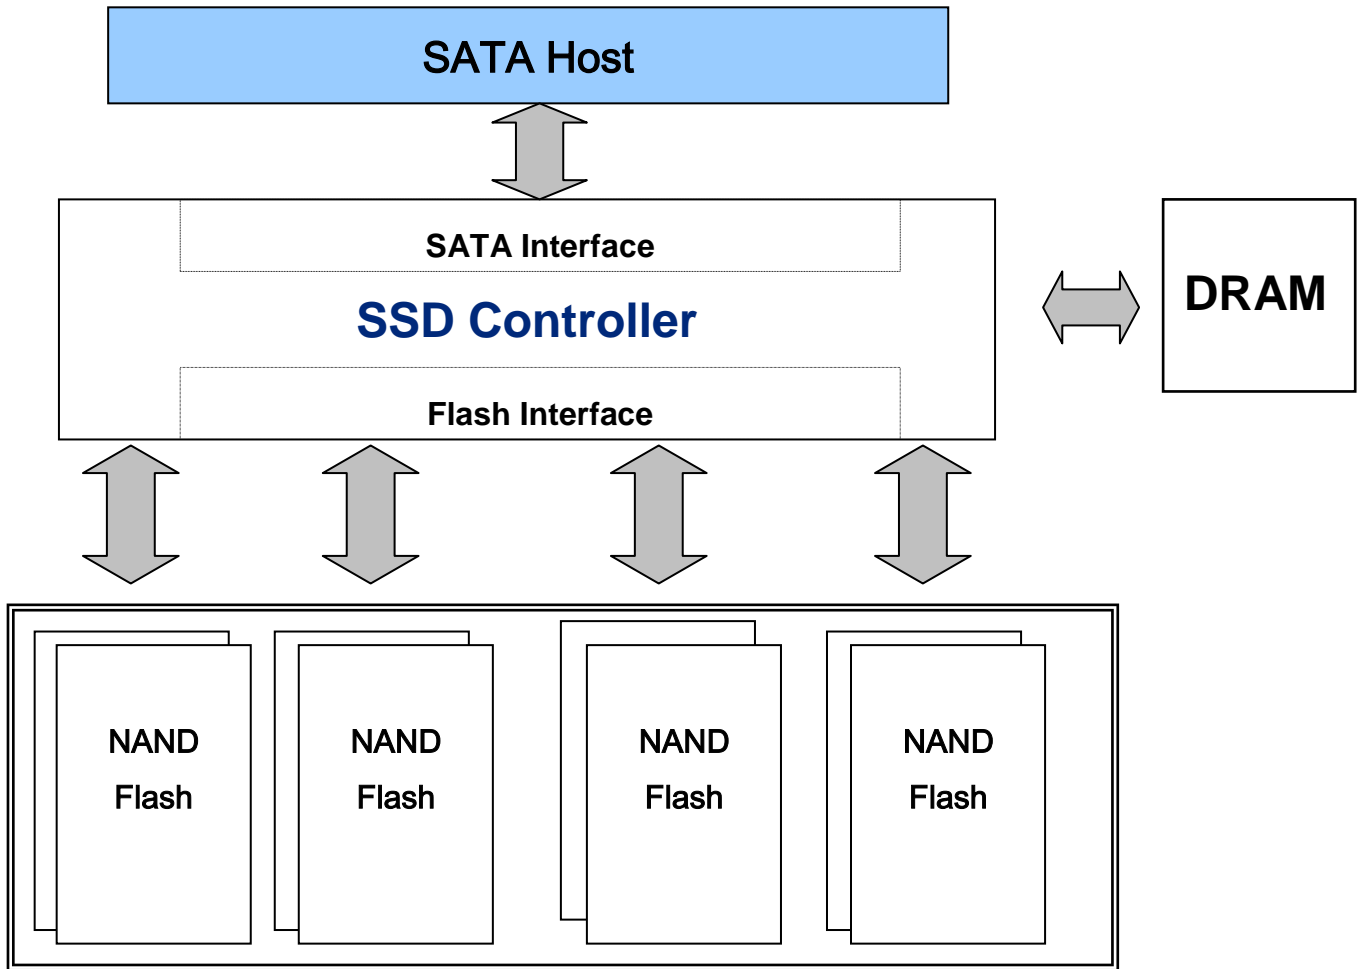 SATA Host
SATA Interface
SSD Controller
DRAM
Flash Interface
NAND
Flash
NAND
Flash
NAND
Flash
NAND
Flash